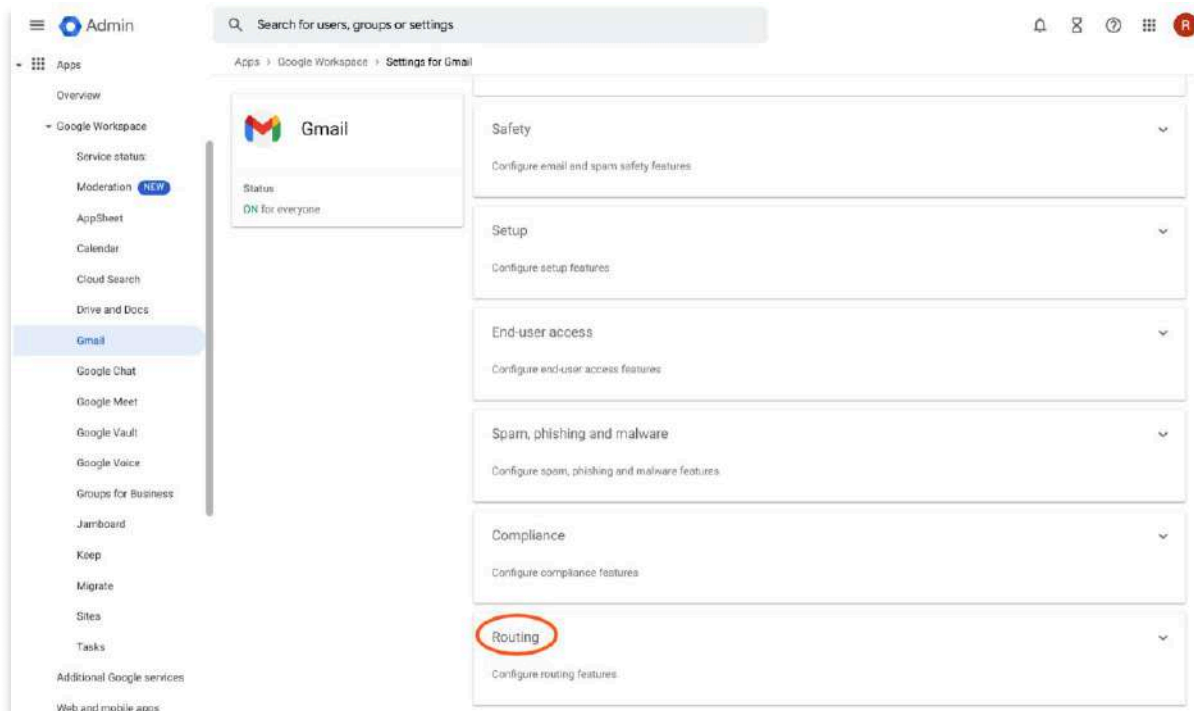 Admin
Search for users, groups or settings
R
Apps
Apps > Google Workspace > Settings for Gmail
Overview
Google Workspace
Service status
Moderation NEW
AppSheet
Calendar
Cloud Search
Drive and Docs
Gmail
Google Chat
Google Meet
Google Vault
Google Voice
Groups for Business
Jamboard
Keep
Migrate
Sites
Tasks
Additional Google services
Web and mobile apps
Gmail
Status
ON for everyone
Safety
Configure email and spam safety features
Setup
Configure setup features
End-user access
Configure end-user access features
Spam, phishing and malware
Configure spam, phishing and malware features
Compliance
Configure compliance features
Routing
Configure routing features